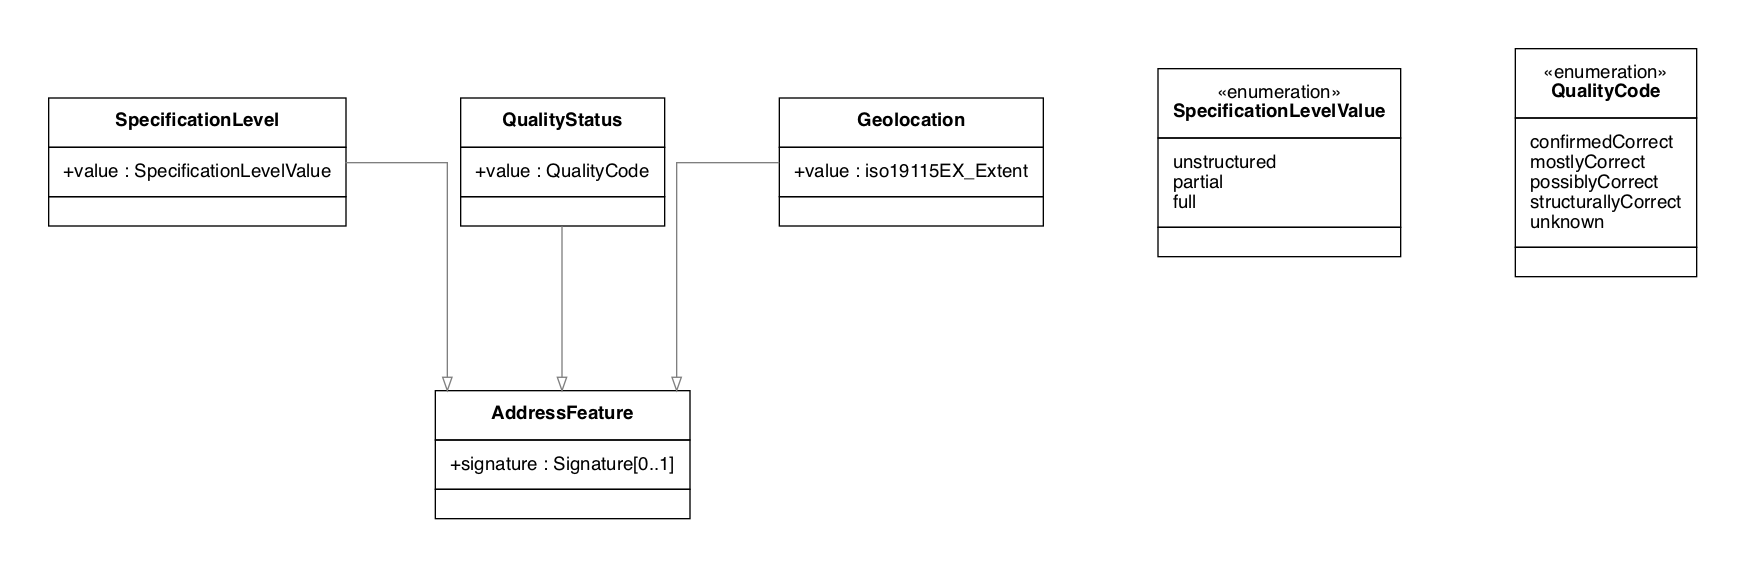 SpecificationLevel
+value : SpecificationLevelValue
QualityStatus
+value : QualityCode
Geolocation
+value : iso19115EX_Extent
«enumeration»
SpecificationLevelValue
unstructured
partial
full
«enumeration»
QualityCode
confirmedCorrect
mostlyCorrect
possiblyCorrect
structurallyCorrect
unknown
AddressFeature
+signature : Signature[0..1]